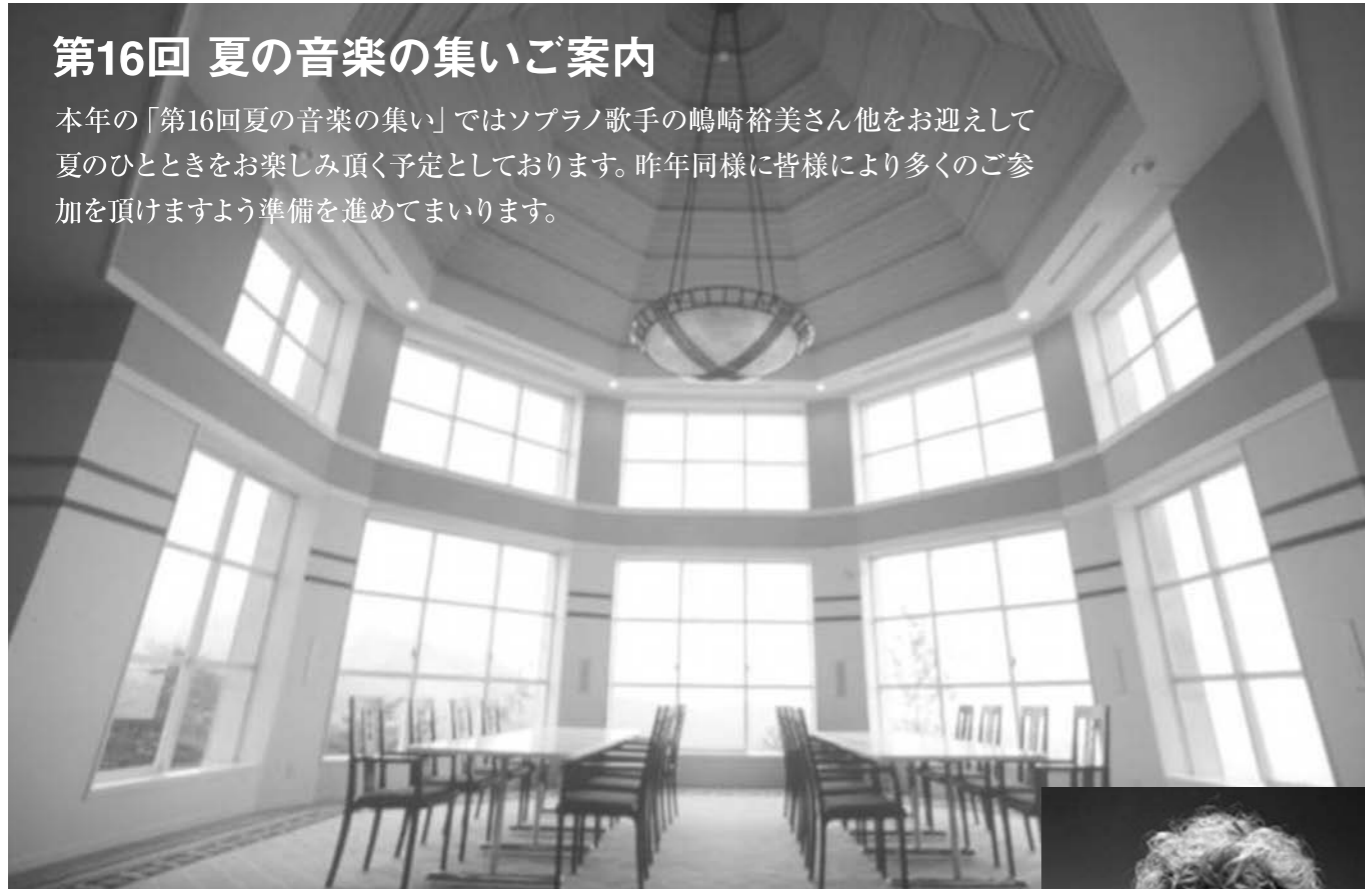 第16回 夏の音楽の集いご案内
本年の「第16回夏の音楽の集い」ではソプラノ歌手の嶋崎裕美さん他をお迎えして
夏のひとときをお楽しみ頂く予定としております。昨年同様に皆様により多くのご参
加を頂けますよう準備を進めてまいります。